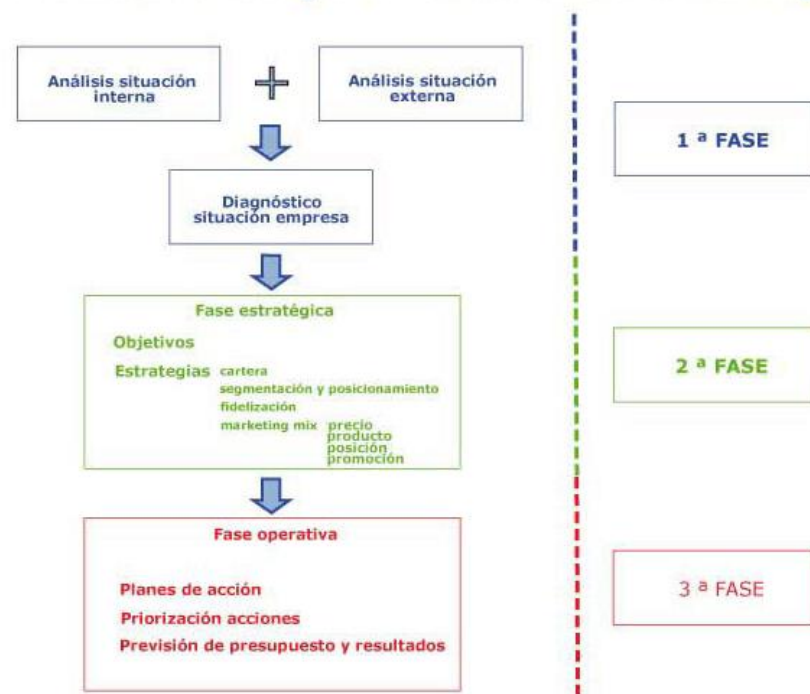 Análisis situación
interna
Análisis situación
externa
1 ª FASE
Diagnóstico
situación empresa
Fase estratégica
Objetivos
Estrategias cartera
segmentación y posicionamiento
fidelización
marketing mix precio
producto
posición
promoción
2 ª FASE
Fase operativa
Planes de acción
Priorización acciones
Previsión de presupuesto y resultados
3 ª FASE